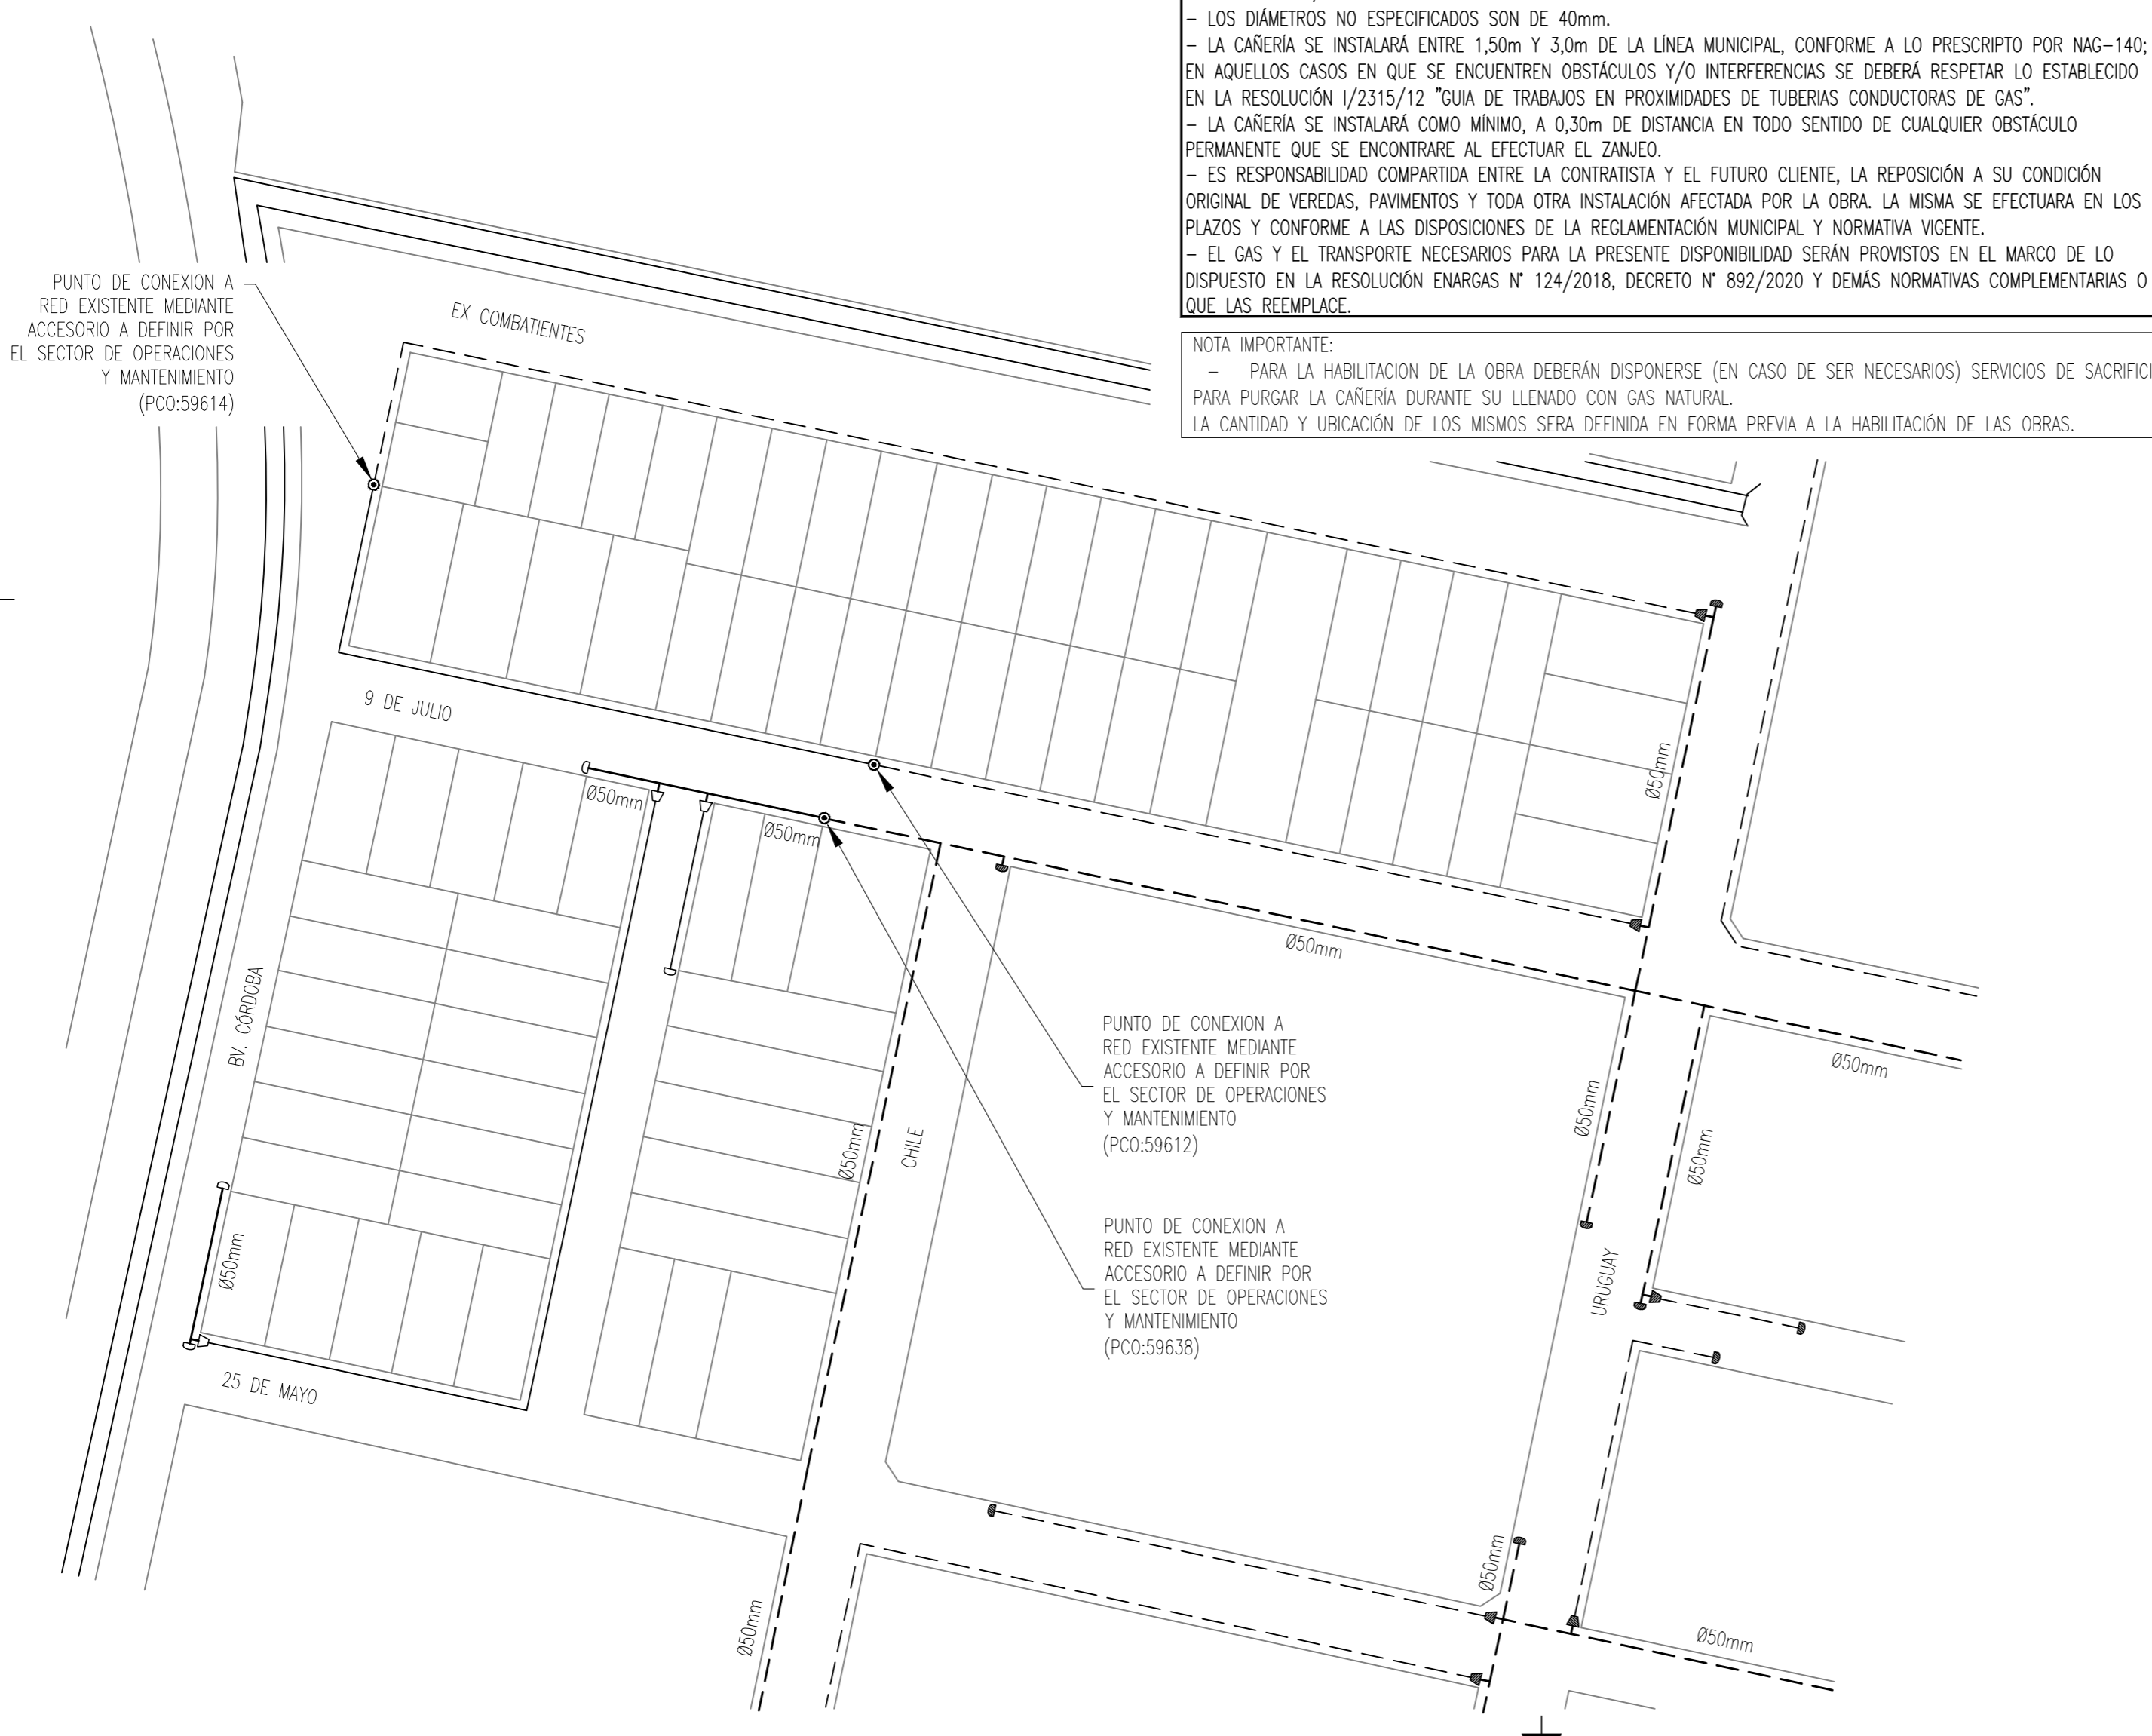 – LOS DIÁMETROS NO ESPECIFICADOS SON DE 40mm.
– LA CAÑERÍA SE INSTALARÁ ENTRE 1,50m Y 3,0m DE LA LÍNEA MUNICIPAL, CONFORME A LO PRESCRIPTO POR NAG–140;
EN AQUELLOS CASOS EN QUE SE ENCUENTREN OBSTÁCULOS Y/O INTERFERENCIAS SE DEBERÁ RESPETAR LO ESTABLECIDO
EN LA RESOLUCIÓN I/2315/12 "GUIA DE TRABAJOS EN PROXIMIDADES DE TUBERIAS CONDUCTORAS DE GAS".
– LA CAÑERÍA SE INSTALARÁ COMO MÍNIMO, A 0,30m DE DISTANCIA EN TODO SENTIDO DE CUALQUIER OBSTÁCULO
PERMANENTE QUE SE ENCONTRARE AL EFECTUAR EL ZANJEO.
– ES RESPONSABILIDAD COMPARTIDA ENTRE LA CONTRATISTA Y EL FUTURO CLIENTE, LA REPOSICIÓN A SU CONDICIÓN
ORIGINAL DE VEREDAS, PAVIMENTOS Y TODA OTRA INSTALACIÓN AFECTADA POR LA OBRA. LA MISMA SE EFECTUARA EN LOS
PLAZOS Y CONFORME A LAS DISPOSICIONES DE LA REGLAMENTACIÓN MUNICIPAL Y NORMATIVA VIGENTE.
– EL GAS Y EL TRANSPORTE NECESARIOS PARA LA PRESENTE DISPONIBILIDAD SERÁN PROVISTOS EN EL MARCO DE LO
DISPUESTO EN LA RESOLUCIÓN ENARGAS N° 124/2018, DECRETO N° 892/2020 Y DEMÁS NORMATIVAS COMPLEMENTARIAS O
QUE LAS REEMPLACE.
NOTA IMPORTANTE:
– PARA LA HABILITACION DE LA OBRA DEBERÁN DISPONERSE (EN CASO DE SER NECESARIOS) SERVICIOS DE SACRIFICI
PARA PURGAR LA CAÑERÍA DURANTE SU LLENADO CON GAS NATURAL.
LA CANTIDAD Y UBICACIÓN DE LOS MISMOS SERA DEFINIDA EN FORMA PREVIA A LA HABILITACIÓN DE LAS OBRAS.
PUNTO DE CONEXION A
RED EXISTENTE MEDIANTE
ACCESORIO A DEFINIR POR
EL SECTOR DE OPERACIONES
Y MANTENIMIENTO
(PCO:59614)
EX COMBATIENTES
9 DE JULIO
Ø50mm
Ø50mm
Ø50mm
Ø50mm
BV. CÓRDOBA
PUNTO DE CONEXION A
RED EXISTENTE MEDIANTE
ACCESORIO A DEFINIR POR
EL SECTOR DE OPERACIONES
Y MANTENIMIENTO
(PCO:59612)
Ø50mm
Ø50mm
Ø50mm
Ø50mm
CHILE
PUNTO DE CONEXION A
RED EXISTENTE MEDIANTE
ACCESORIO A DEFINIR POR
EL SECTOR DE OPERACIONES
Y MANTENIMIENTO
(PCO:59638)
Ø50mm
URUGUAY
25 DE MAYO
Ø50mm
Ø50mm
Ø50mm